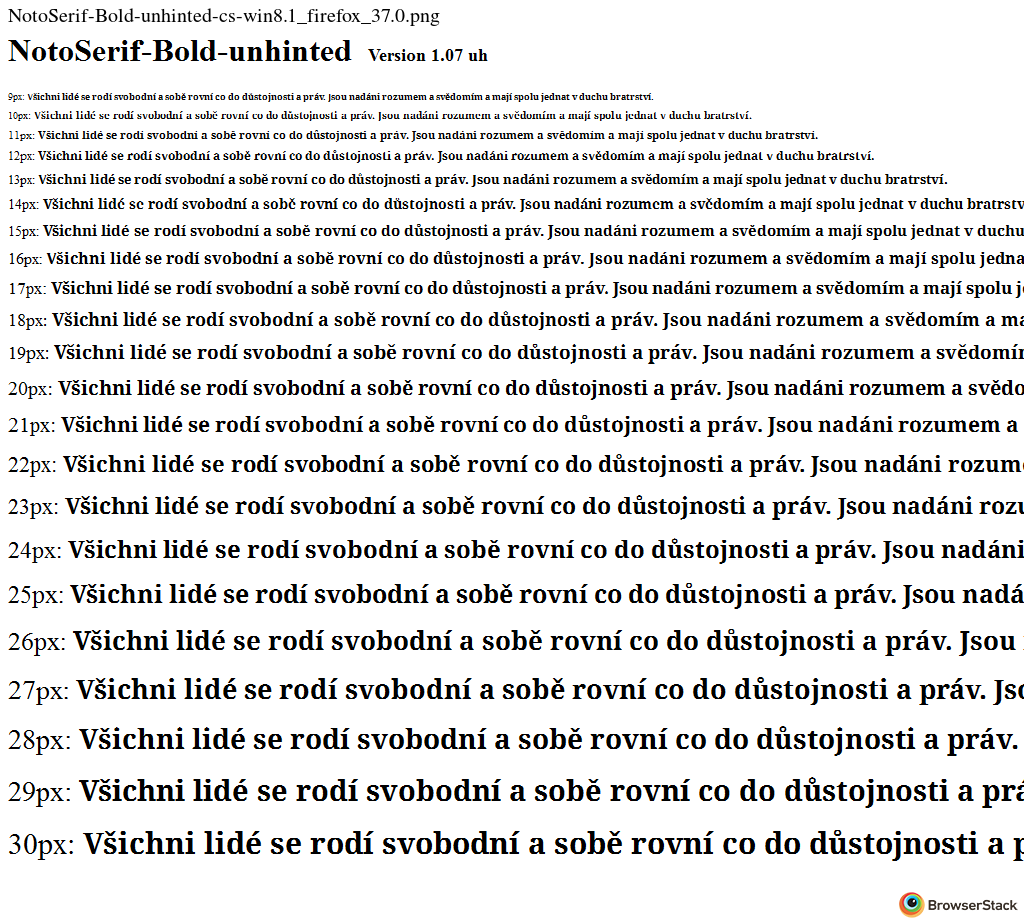 NotoSerif-Bold-unhinted-cs-win8.1_firefox_37.0.png
NotoSerif-Bold-unhinted Version 1.07 uh
9px: Všichni lidé se rodí svobodní a sobě rovní co do důstojnosti a práv. Jsou nadáni rozumem a svědomím a mají spolu jednat v duchu bratrství.
10px: Všichni lidé se rodí svobodní a sobě rovní co do důstojnosti a práv. Jsou nadáni rozumem a svědomím a mají spolu jednat v duchu bratrství.
11px: Všichni lidé se rodí svobodní a sobě rovní co do důstojnosti a práv. Jsou nadáni rozumem a svědomím a mají spolu jednat v duchu bratrství.
12px: Všichni lidé se rodí svobodní a sobě rovní co do důstojnosti a práv. Jsou nadáni rozumem a svědomím a mají spolu jednat v duchu bratrství.
13px: Všichni lidé se rodí svobodní a sobě rovní co do důstojnosti a práv. Jsou nadáni rozumem a svědomím a mají spolu jednat v duchu bratrství.
14px: Všichni lidé se rodí svobodní a sobě rovní co do důstojnosti a práv. Jsou nadáni rozumem a svědomím a mají spolu jednat v duchu bratrstv
15px: Všichni lidé se rodí svobodní a sobě rovní co do důstojnosti a práv. Jsou nadáni rozumem a svědomím a mají spolu jednat v duchu
16px: Všichni lidé se rodí svobodní a sobě rovní co do důstojnosti a práv. Jsou nadáni rozumem a svědomím a mají spolu jedna
17px: Všichni lidé se rodí svobodní a sobě rovní co do důstojnosti a práv. Jsou nadáni rozumem a svědomím a mají spolu j
18px: Všichni lidé se rodí svobodní a sobě rovní co do důstojnosti a práv. Jsou nadáni rozumem a svědomím a ma
19px: Všichni lidé se rodí svobodní a sobě rovní co do důstojnosti a práv. Jsou nadáni rozumem a svědomím
20px: Všichni lidé se rodí svobodní a sobě rovní co do důstojnosti a práv. Jsou nadáni rozumem a svědo
21px: Všichni lidé se rodí svobodní a sobě rovní co do důstojnosti a práv. Jsou nadáni rozumem a
22px: Všichni lidé se rodí svobodní a sobě rovní co do důstojnosti a práv. Jsou nadáni rozum
23px: Všichni lidé se rodí svobodní a sobě rovní co do důstojnosti a práv. Jsou nadáni rozu
24px: Všichni lidé se rodí svobodní a sobě rovní co do důstojnosti a práv. Jsou nadáni
25px: Všichni lidé se rodí svobodní a sobě rovní co do důstojnosti a práv. Jsou nadá
26px: Všichni lidé se rodí svobodní a sobě rovní co do důstojnosti a práv. Jsou
27px: Všichni lidé se rodí svobodní a sobě rovní co do důstojnosti a práv. Jso
28px: Všichni lidé se rodí svobodní a sobě rovní co do důstojnosti a práv.
29px: Všichni lidé se rodí svobodní a sobě rovní co do důstojnosti a prá
30px: Všichni lidé se rodí svobodní a sobě rovní co do důstojnosti a p
BrowserStack